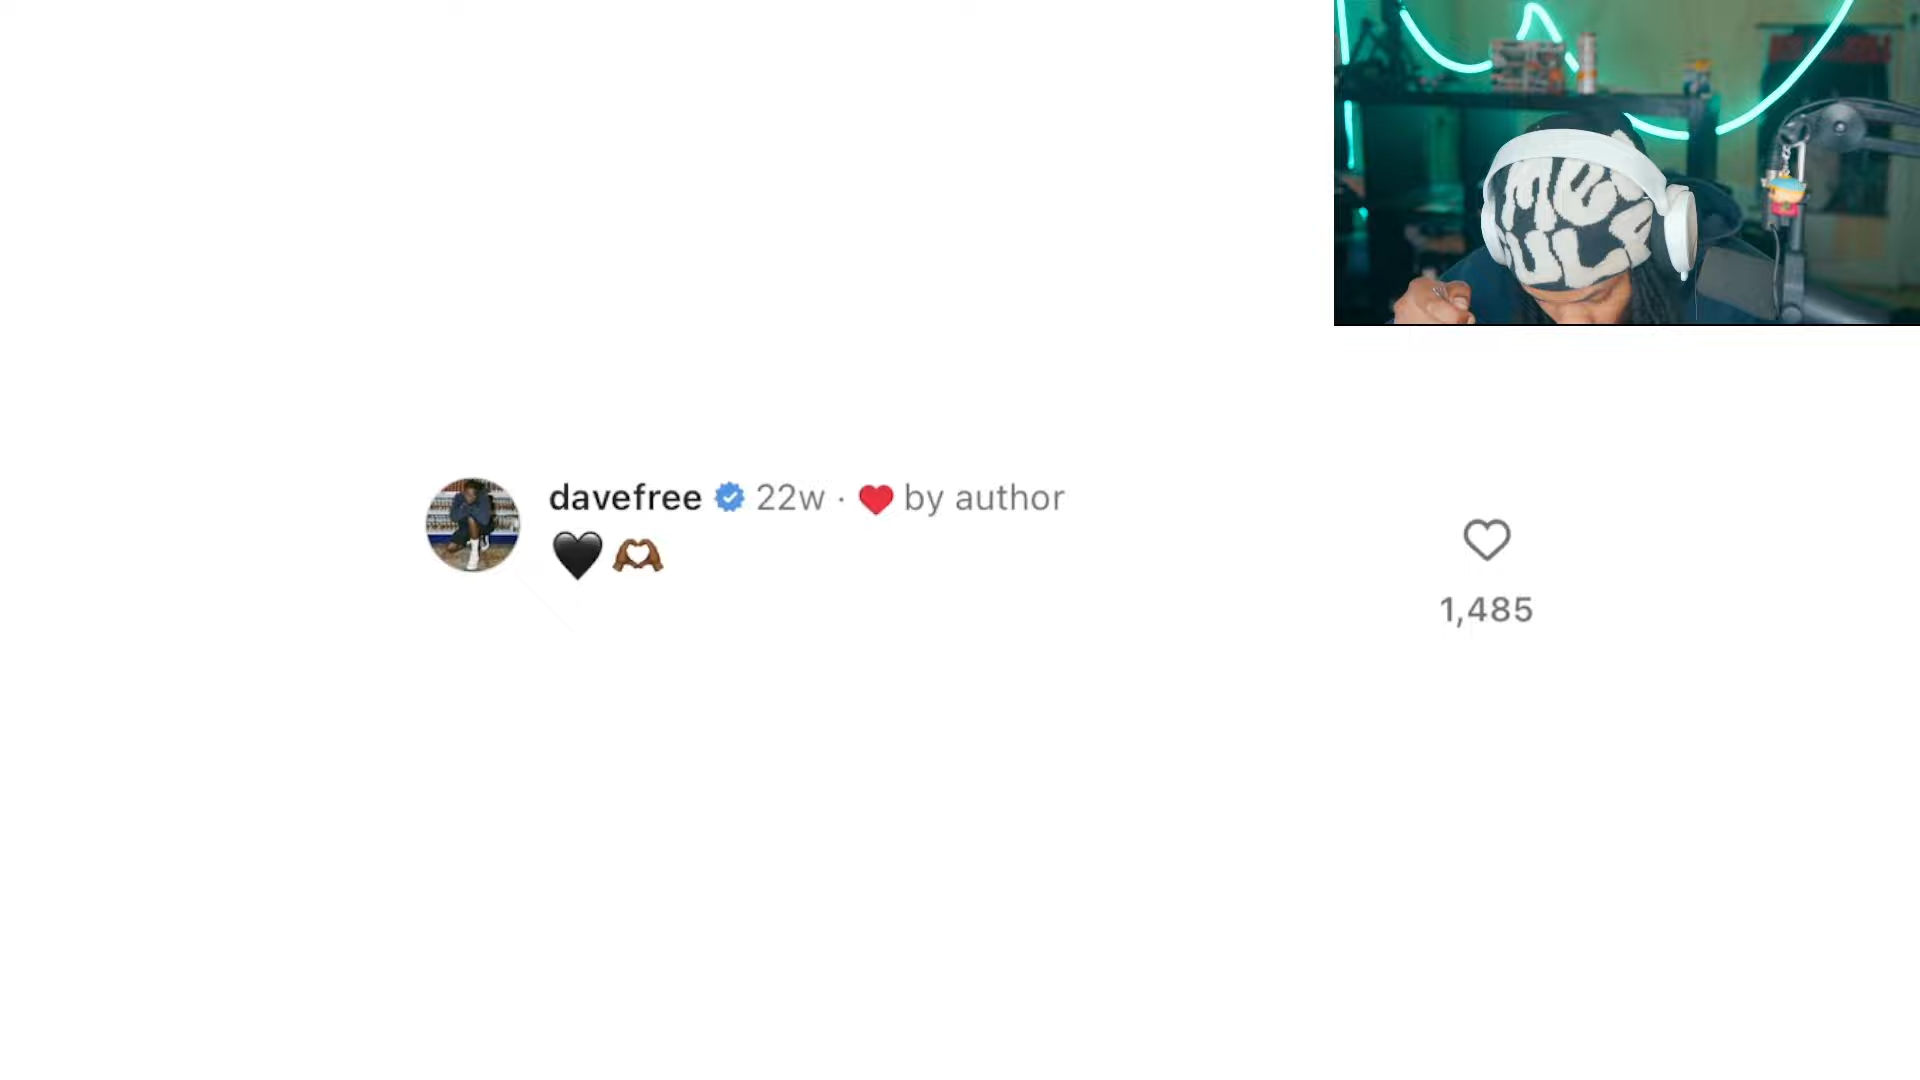 davefree 22w · ❤️ by author
🖤 🫶🏾
1,485